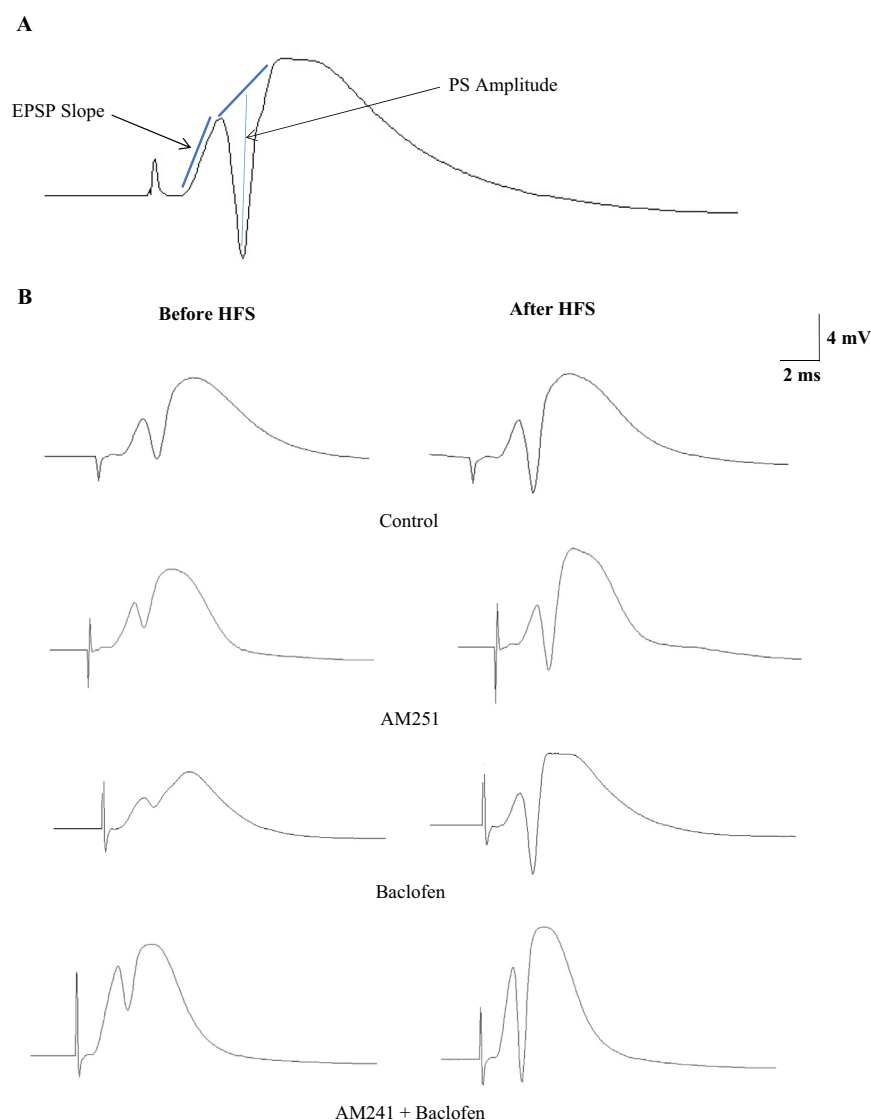 A
EPSP Slope
PS Amplitude
B
Before HFS
After HFS
4 mV
2 ms
Control
AM251
Baclofen
AM241 + Baclofen